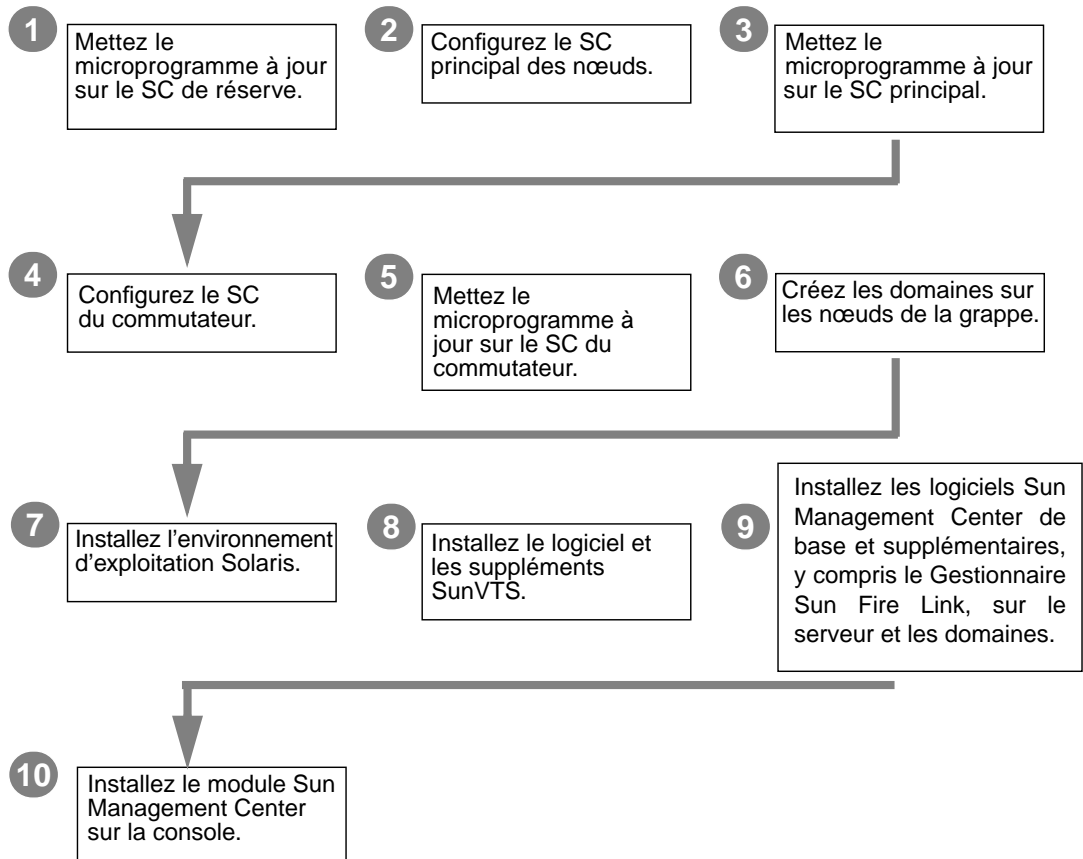 1
Mettez le
microprogramme à jour
sur le SC de réserve.
2
Configurez le SC
principal des nœuds.
3
Mettez le
microprogramme à jour
sur le SC principal.
4
Configurez le SC
du commutateur.
5
Mettez le
microprogramme à
jour sur le SC du
commutateur.
6
Créez les domaines sur
les nœuds de la grappe.
7
Installez l’environnement
d’exploitation Solaris.
8
Installez le logiciel et
les suppléments
SunVTS.
9
Installez les logiciels Sun
Management Center de
base et supplémentaires,
y compris le Gestionnaire
Sun Fire Link, sur le
serveur et les domaines.
10
Installez le module Sun
Management Center
sur la console.